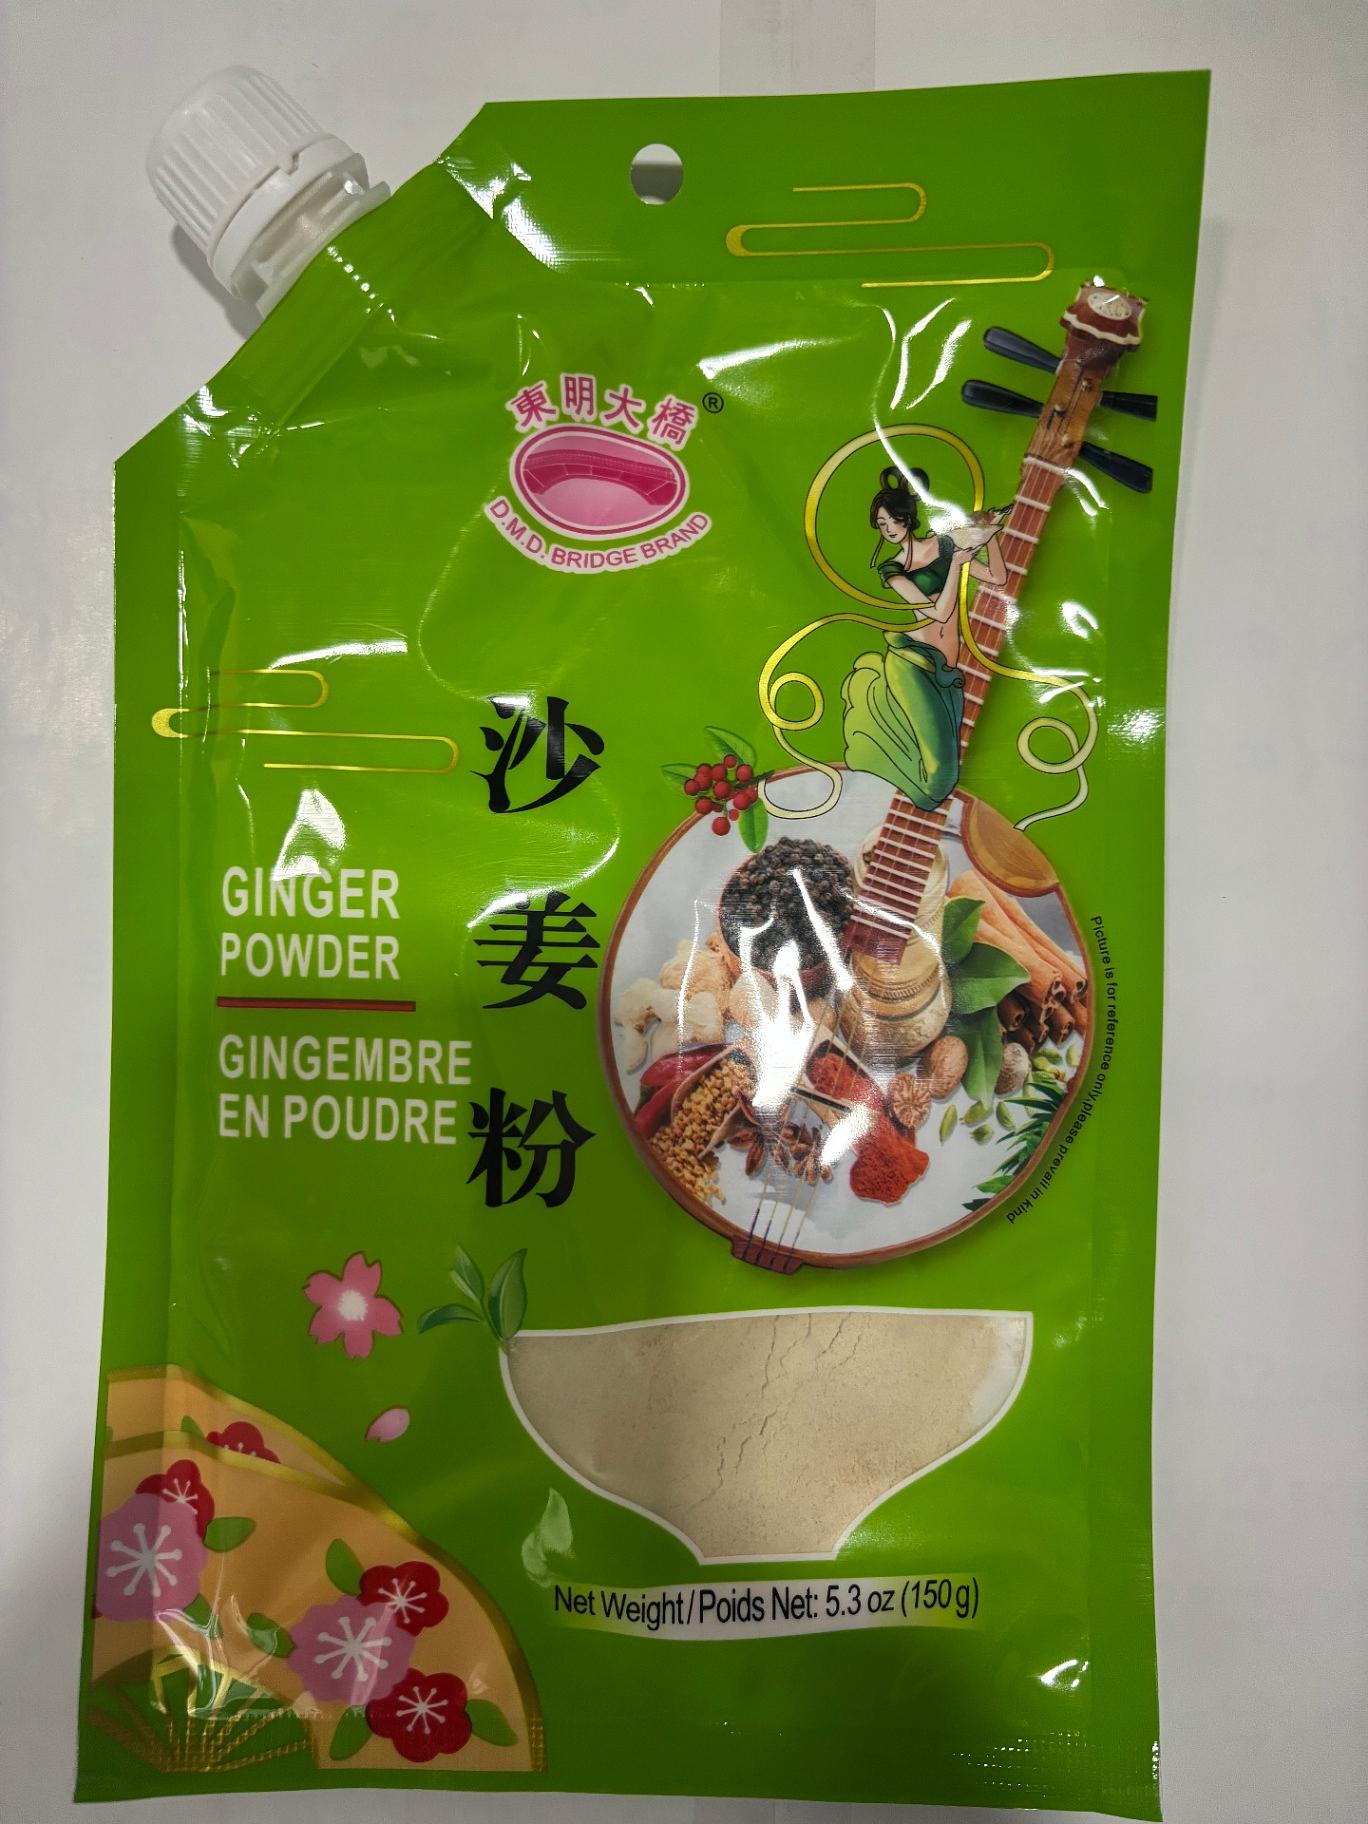 東明大橋®
D.M.D. BRIDGE BRAND
沙姜粉
GINGER
POWDER
GINGEMBRE
EN POUDRE
Picture is for reference only,please prevail in kind
Net Weight/Poids Net: 5.3 oz (150g)